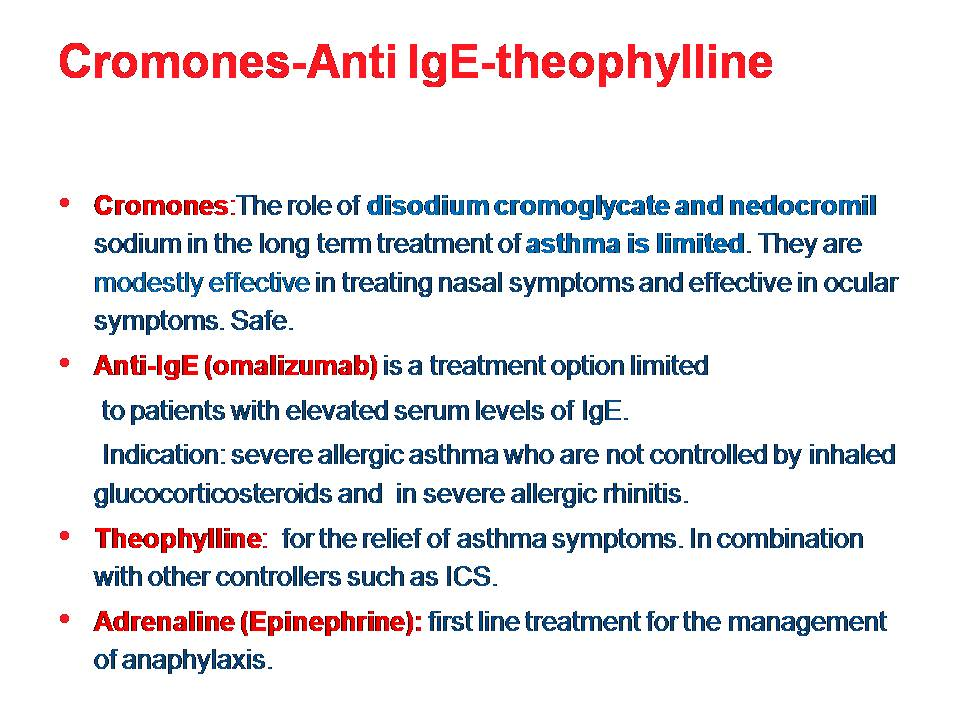 Cromones-Anti IgE-theophylline
• Cromones:The role of disodium cromoglycate and nedocromil
sodium in the long term treatment of asthma is limited. They are
modestly effective in treating nasal symptoms and effective in ocular
symptoms. Safe.
• Anti-IgE (omalizumab) is a treatment option limited
to patients with elevated serum levels of IgE.
Indication: severe allergic asthma who are not controlled by inhaled
glucocorticosteroids and in severe allergic rhinitis.
• Theophylline: for the relief of asthma symptoms. In combination
with other controllers such as ICS.
• Adrenaline (Epinephrine): first line treatment for the management
of anaphylaxis.